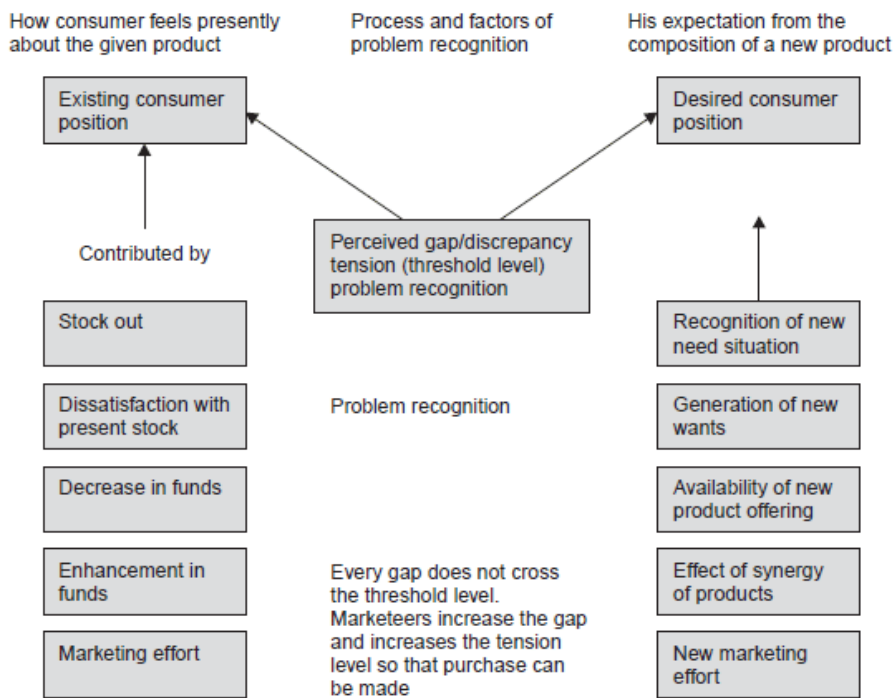 How consumer feels presently
about the given product
Process and factors of
problem recognition
His expectation from the
composition of a new product
Existing consumer
position
Desired consumer
position
Contributed by
Perceived gap/discrepancy
tension (threshold level)
problem recognition
Stock out
Recognition of new
need situation
Dissatisfaction with
present stock
Problem recognition
Generation of new
wants
Decrease in funds
Availability of new
product offering
Enhancement in
funds
Every gap does not cross
the threshold level.
Marketeers increase the gap
and increases the tension
level so that purchase can
be made
Effect of synergy
of products
Marketing effort
New marketing
effort